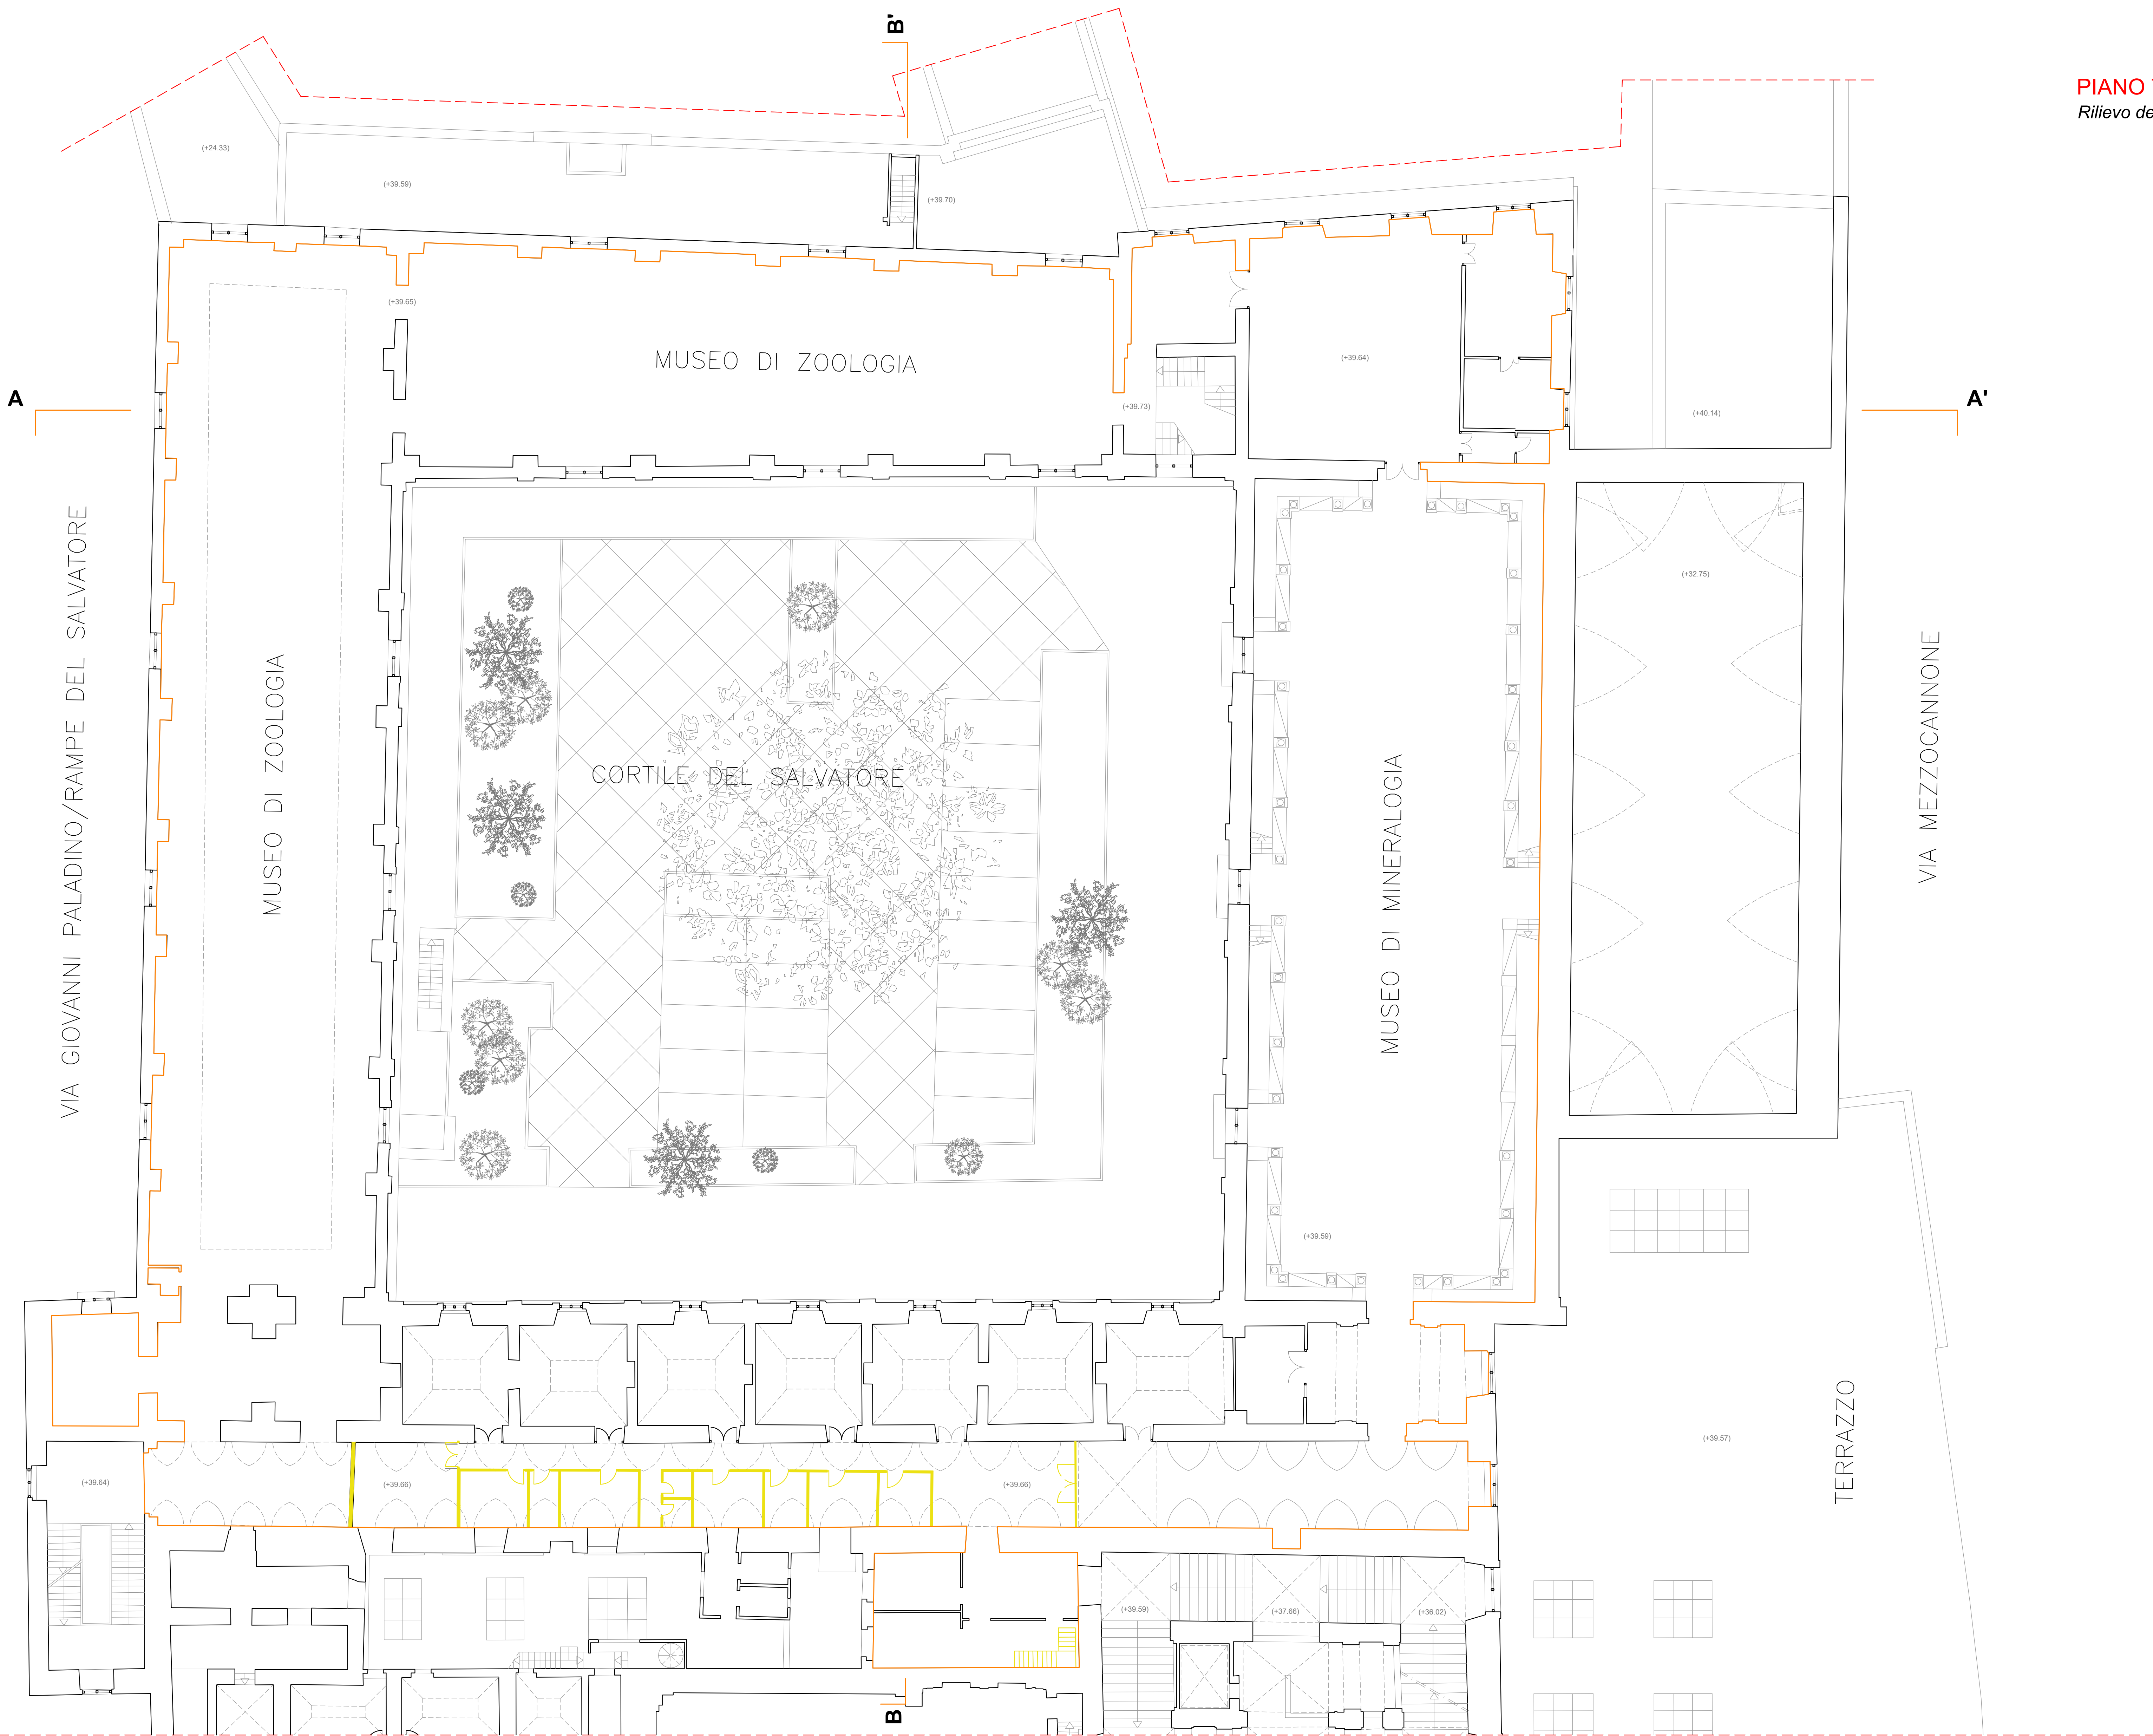 B'
PIANO
Rilievo de
(+24.33)
(+39.59)
(+39.70)
(+39.65)
MUSEO DI ZOOLOGIA
(+39.64)
A
(+39.73)
(+40.14)
A'
VIA GIOVANNI PALADINO/RAMPE DEL SALVATORE
MUSEO DI ZOOLOGIA
CORTILE DEL SALVATORE
MUSEO DI MINERALOGIA
(+32.75)
VIA MEZZOCANNONE
(+39.59)
TERRAZZO
(+39.57)
(+39.64)
(+39.66)
(+39.66)
(+39.59)
(+37.66)
(+36.02)
B